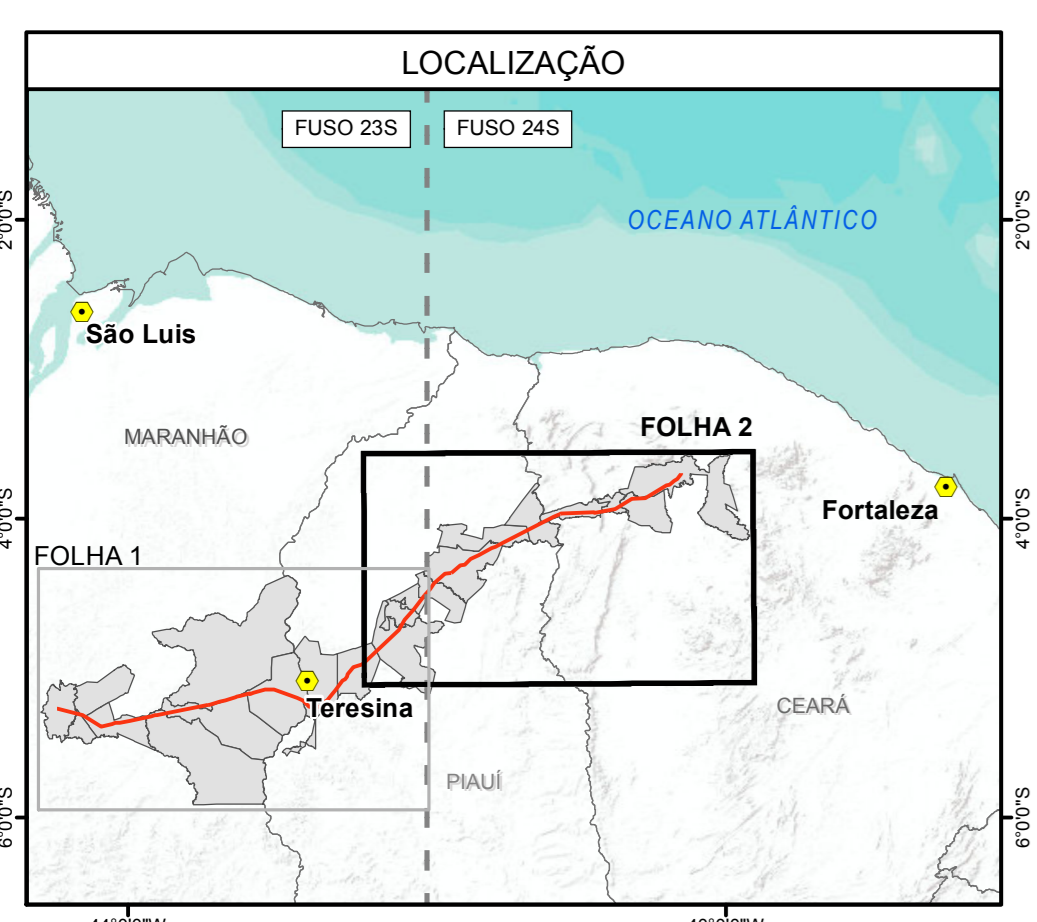 LOCALIZAÇÃO
FUSO 23S
FUSO 24S
OCEANO ATLÂNTICO
2°0'0"S
2°0'0"S
São Luis
MARANHÃO
FOLHA 2
Fortaleza
4°0'0"S
4°0'0"S
FOLHA 1
Teresina
CEARÁ
PIAUÍ
6°0'0"S
6°0'0"S